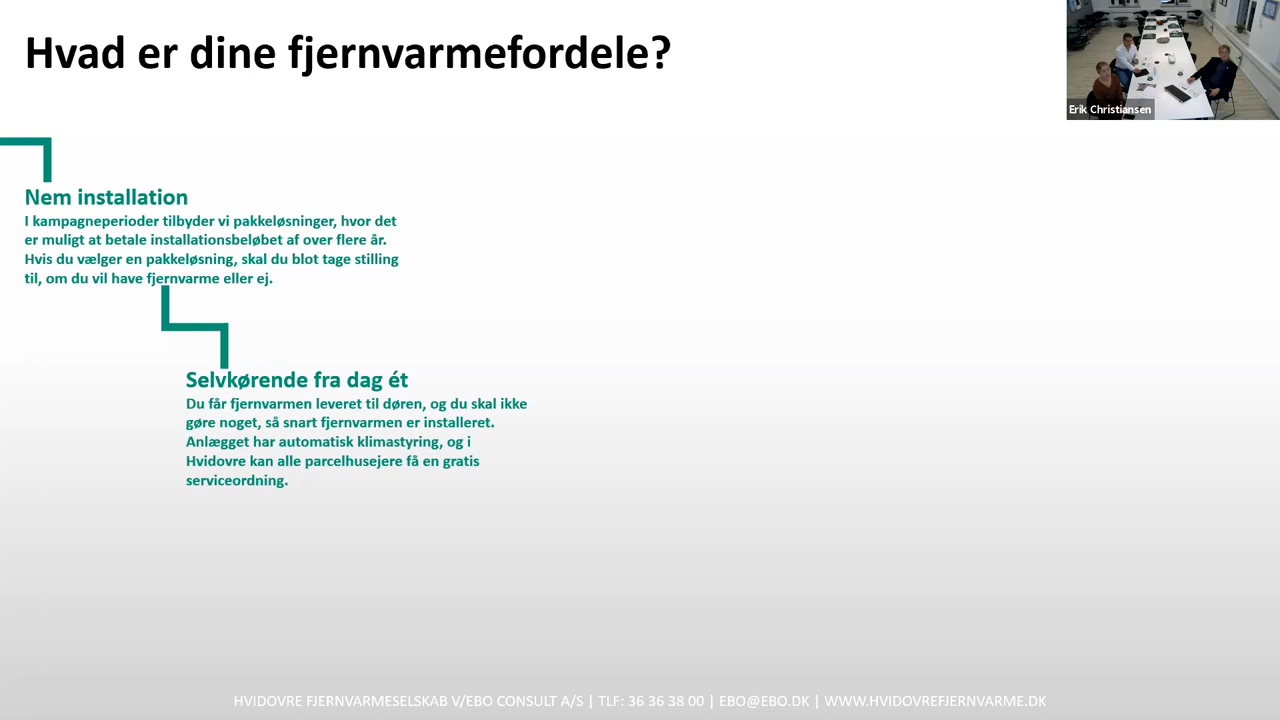 Hvad er dine fjernvarmefordele?
Erik Christiansen
Nem installation
I kampagneperioder tilbyder vi pakkeløsninger, hvor det
er muligt at betale installationsbeløbet af over flere år.
Hvis du vælger en pakkeløsning, skal du blot tage stilling
til, om du vil have fjernvarme eller ej.
Selvkørende fra dag ét
Du får fjernvarmen leveret til døren, og du skal ikke
gøre noget, så snart fjernvarmen er installeret.
Anlægget har automatisk klimastyring, og i
Hvidovre kan alle parcelhusejere få en gratis
serviceordning.
HVIDOVRE FJERNVARMESELSKAB V/EBO CONSULT A/S | TLF: 36 36 38 00 | EBO@EBO.DK | WWW.HVIDOVREFJERNVARME.DK